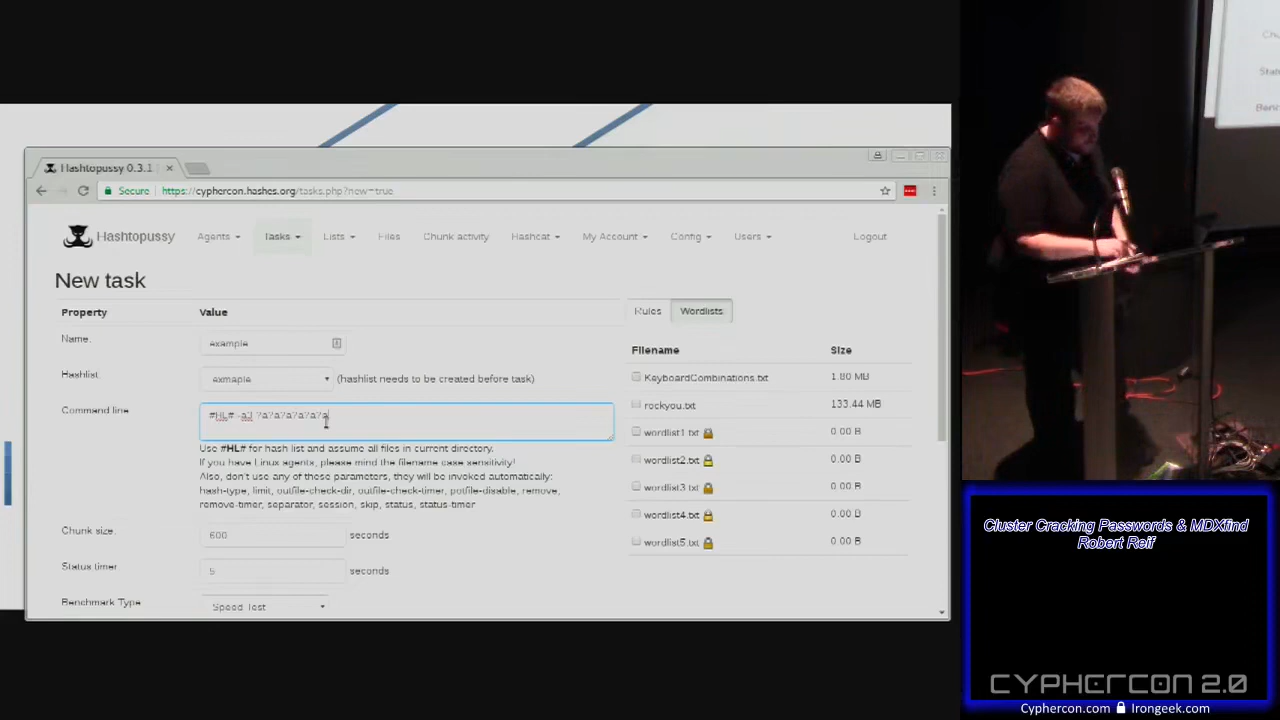 Hashtopussy 0.3.1
Secure https://cyphercon.hashes.org/tasks.php?new=true
Hashtopussy Agents Tasks Lists Files Chunk activity Hashcat My Account Config Users Logout
New task
Property Value
Name: example
Hashlist: exmaple (hashlist needs to be created before task)
Command line #HL# -a3 ?a?a?a?a?a?a
Use #HL# for hash list and assume all files in current directory.
If you have Linux agents, please mind the filename case sensitivity!
Also, don't use any of these parameters, they will be invoked automatically:
hash-type, limit, outfile-check-dir, outfile-check-timer, potfile-disable, remove,
remove-timer, separator, session, skip, status, status-timer
Chunk size: 600 seconds
Status timer 5 seconds
Benchmark Type Speed Test
Rules Wordlists
Filename Size
KeyboardCombinations.txt 1.80 MB
rockyou.txt 133.44 MB
wordlist1.txt 0.00 B
wordlist2.txt 0.00 B
wordlist3.txt 0.00 B
wordlist4.txt 0.00 B
wordlist5.txt 0.00 B
Cluster Cracking Passwords & MDXfind
Robert Reif
CYPHERCON 2.0
Cyphercon.com Irongeek.com